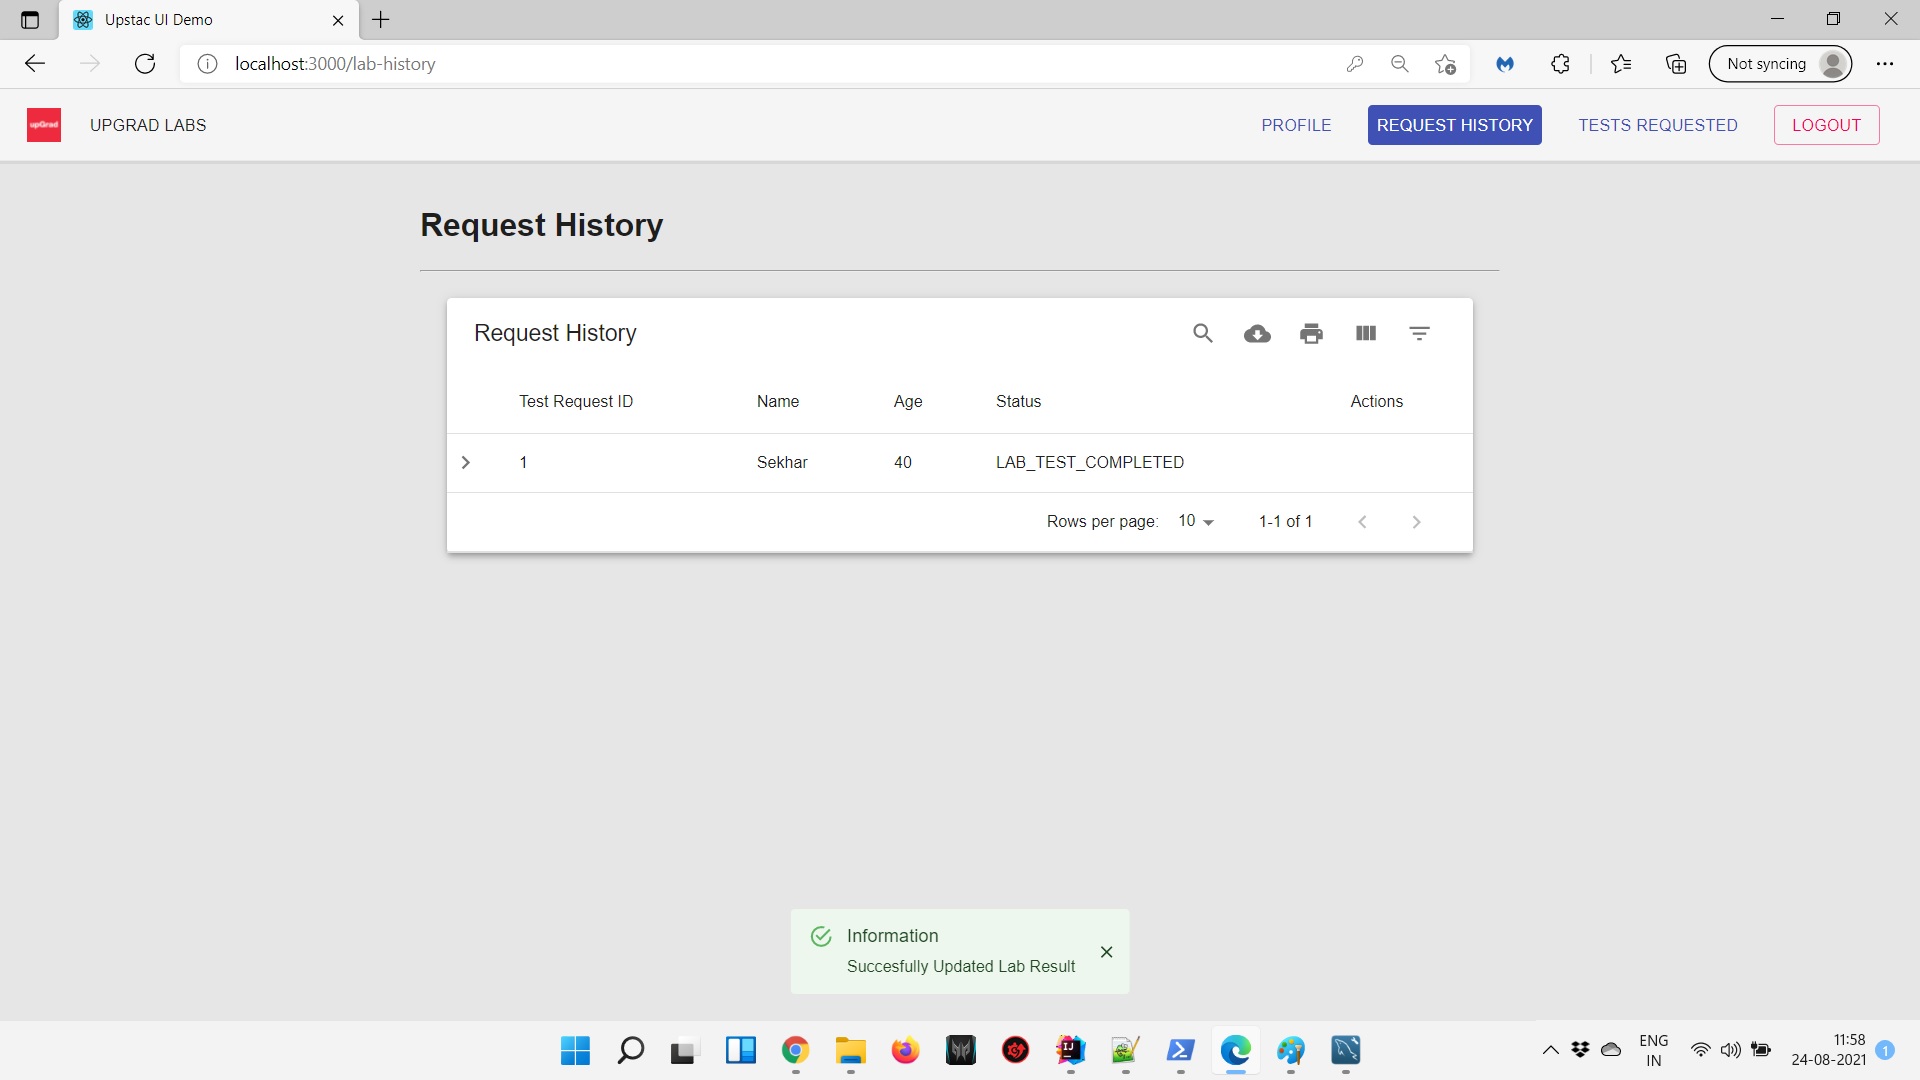 Upstac UI Demo
localhost:3000/lab-history
Not syncing
upGrad
UPGRAD LABS
PROFILE
REQUEST HISTORY
TESTS REQUESTED
LOGOUT
Request History
Request History
Test Request ID Name Age Status Actions
1 Sekhar 40 LAB_TEST_COMPLETED
Rows per page: 10 1-1 of 1
Information
Succesfully Updated Lab Result
IJ
ENG
IN
11:58
24-08-2021
1